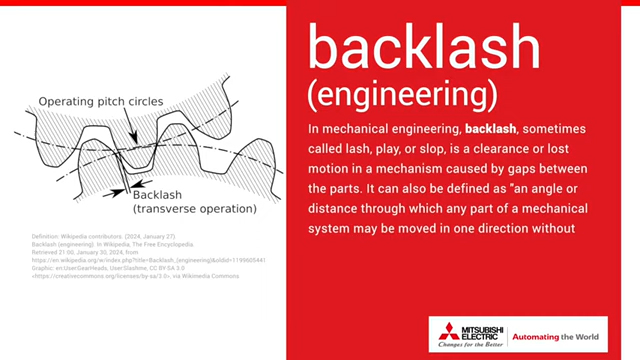 Operating pitch circles
Backlash
(transverse operation)
Definition: Wikipedia contributors. (2024, January 27).
Backlash (engineering). In Wikipedia, The Free Encyclopedia.
Retrieved 21:00, January 30, 2024, from
https://en.wikipedia.org/w/index.php?title=Backlash_(engineering)&oldid=1199605441
Graphic: en:User:GearHeads, User:Slashme, CC BY SA 3.0
<https://creativecommons.org/licenses/by-sa/3.0>, via Wikimedia Commons
backlash
(engineering)
In mechanical engineering, backlash, sometimes
called lash, play, or slop, is a clearance or lost
motion in a mechanism caused by gaps between
the parts. It can also be defined as "an angle or
distance through which any part of a mechanical
system may be moved in one direction without
MITSUBISHI
ELECTRIC
Changes for the Better
Automating the World